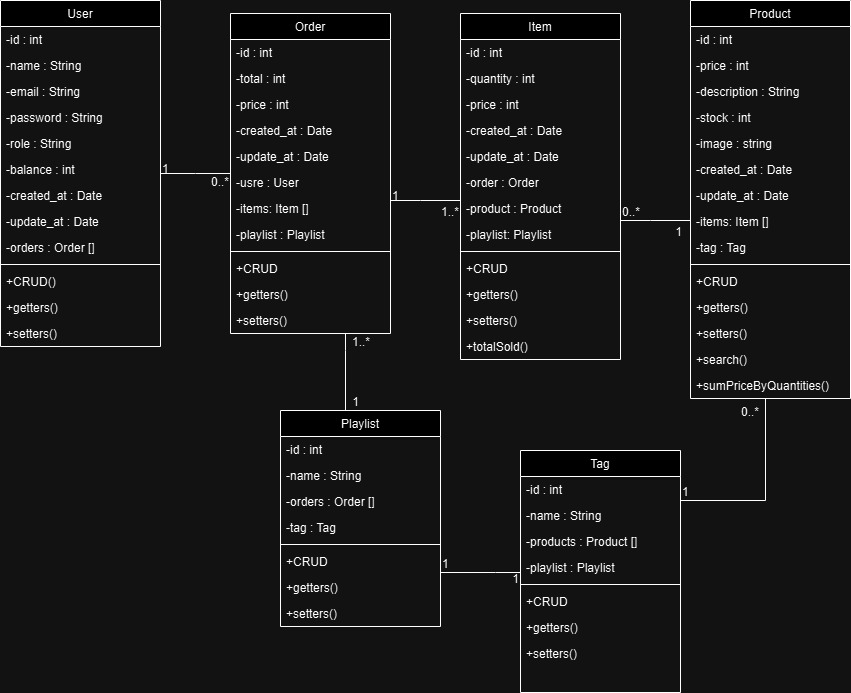 User
-id : int
-name : String
-email : String
-password : String
-role : String
-balance : int
-created_at : Date
-update_at : Date
-orders : Order []
+CRUD()
+getters()
+setters()
1
0..*
Order
-id : int
-total : int
-price : int
-created_at : Date
-update_at : Date
-usre : User
-items: Item []
-playlist : Playlist
+CRUD
+getters()
+setters()
1
1..*
Item
-id : int
-quantity : int
-price : int
-created_at : Date
-update_at : Date
-order : Order
-product : Product
-playlist: Playlist
+CRUD
+getters()
+setters()
+totalSold()
0..*
1
Product
-id : int
-price : int
-description : String
-stock : int
-image : string
-created_at : Date
-update_at : Date
-items: Item []
-tag : Tag
+CRUD
+getters()
+setters()
+search()
+sumPriceByQuantities()
1..*
1
Playlist
-id : int
-name : String
-orders : Order []
-tag : Tag
+CRUD
+getters()
+setters()
1
1
Tag
-id : int
-name : String
-products : Product []
-playlist : Playlist
+CRUD
+getters()
+setters()
0..*
1